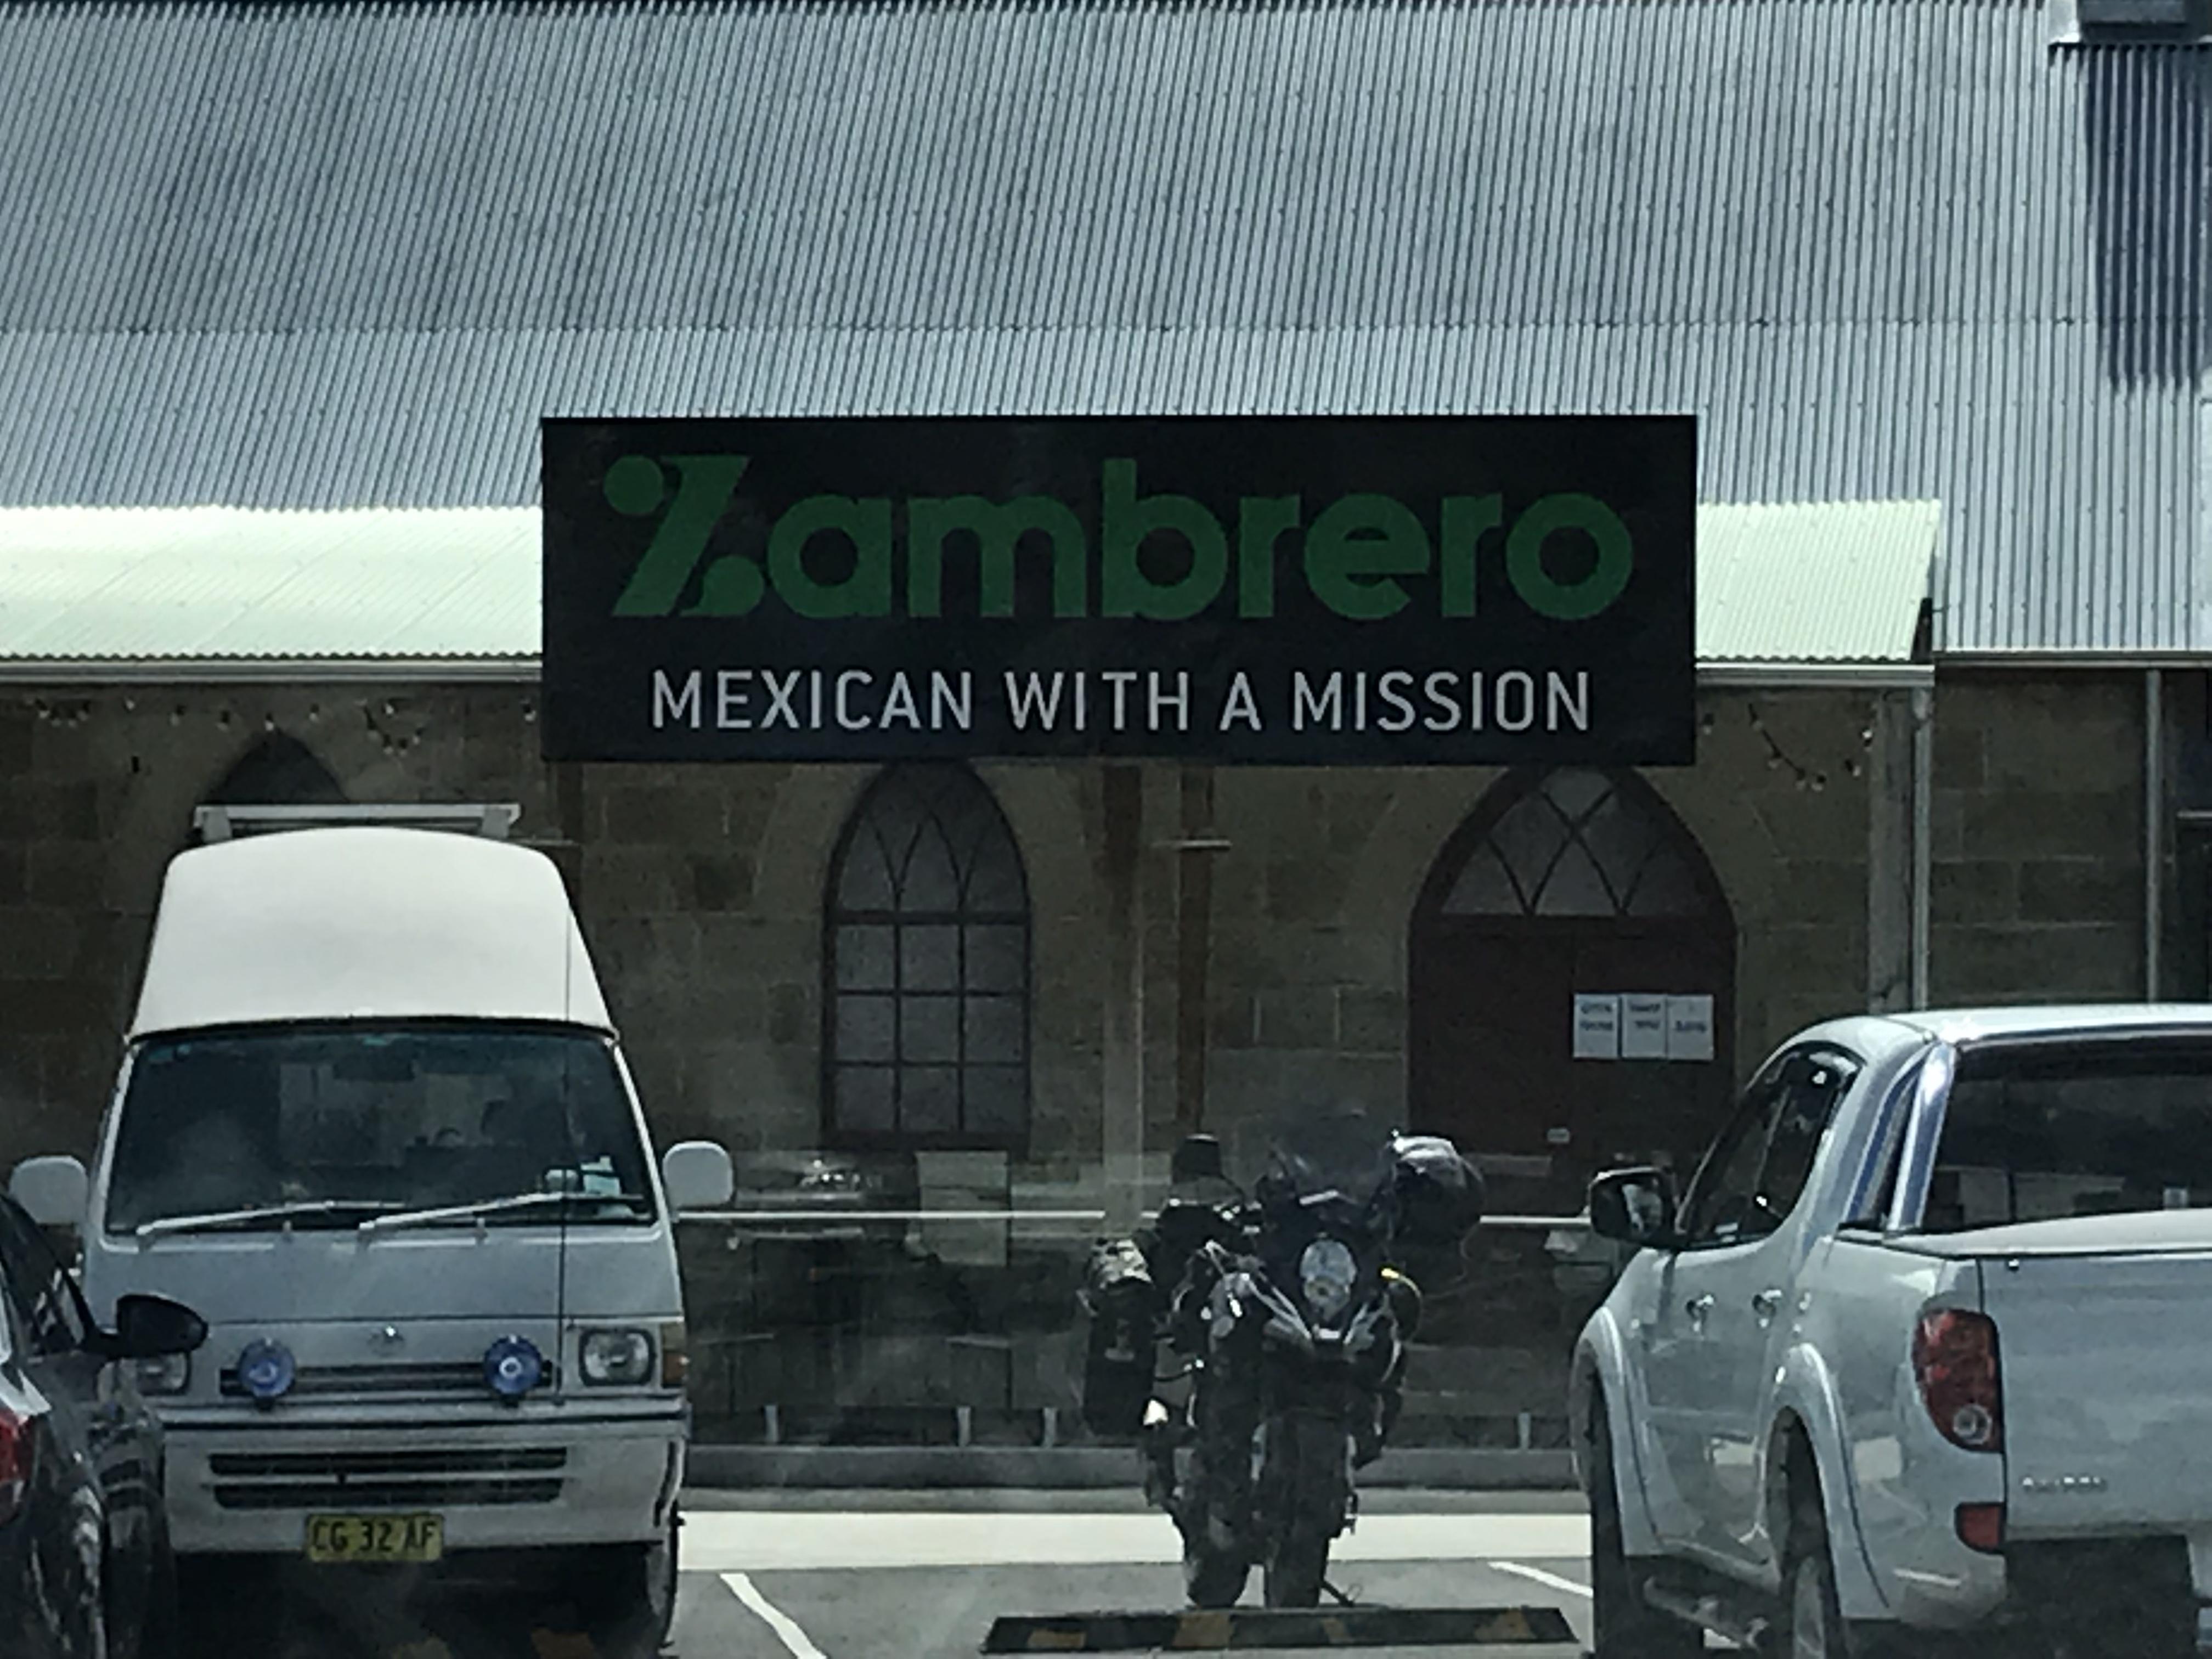 Zambrero
MEXICAN WITH A MISSION
CG 32 AF